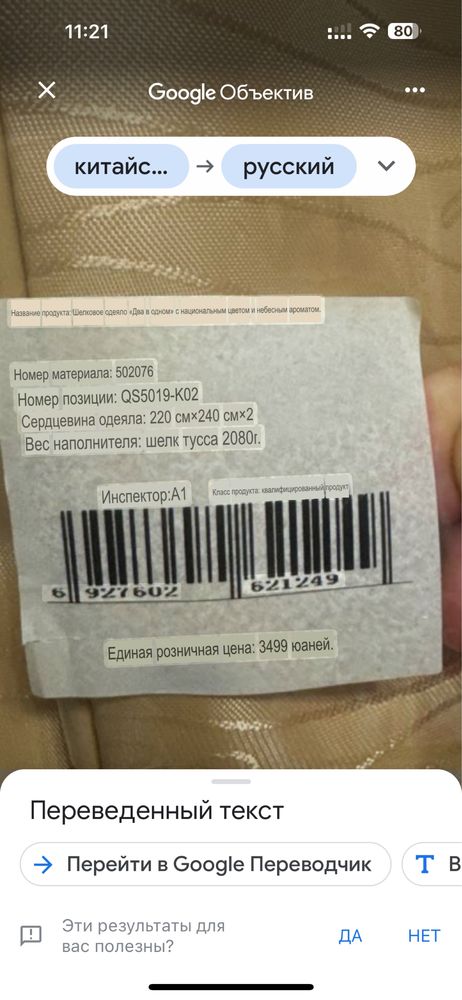 11:21
80
Google Объектив
китайс... → русский
Название продукта: Шелковое одеяло «Два в одном» с национальным цветом и небесным ароматом.
Номер материала: 502076
Номер позиции: QS5019-K02
Сердцевина одеяла: 220 см×240 см×2
Вес наполнителя: шелк тусса 2080г.
Инспектор:A1
Класс продукта: квалифицированный продукт
6 927602 621249
Единая розничная цена: 3499 юаней.
Переведенный текст
Перейти в Google Переводчик
В
Эти результаты для
вас полезны?
ДА
НЕТ